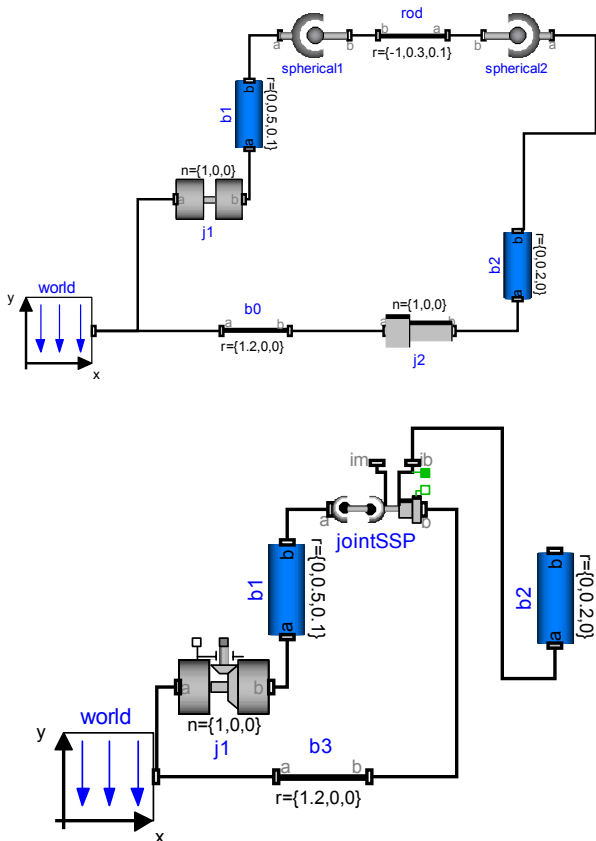 rod
b
a
b
a
a
b
r={-1,0.3,0.1}
spherical1
spherical2
b1
b
a
r={0,0.5,0.1}
n={1,0,0}
a
b
j1
b2
b
a
r={0,0.2,0}
world
y
x
b0
a
b
r={1.2,0,0}
n={1,0,0}
a
b
j2
im
ib
a
b
jointSSP
b1
b
a
r={0,0.5,0.1}
b2
b
a
r={0,0.2,0}
a
b
n={1,0,0}
j1
world
y
x
b3
a
b
r={1.2,0,0}